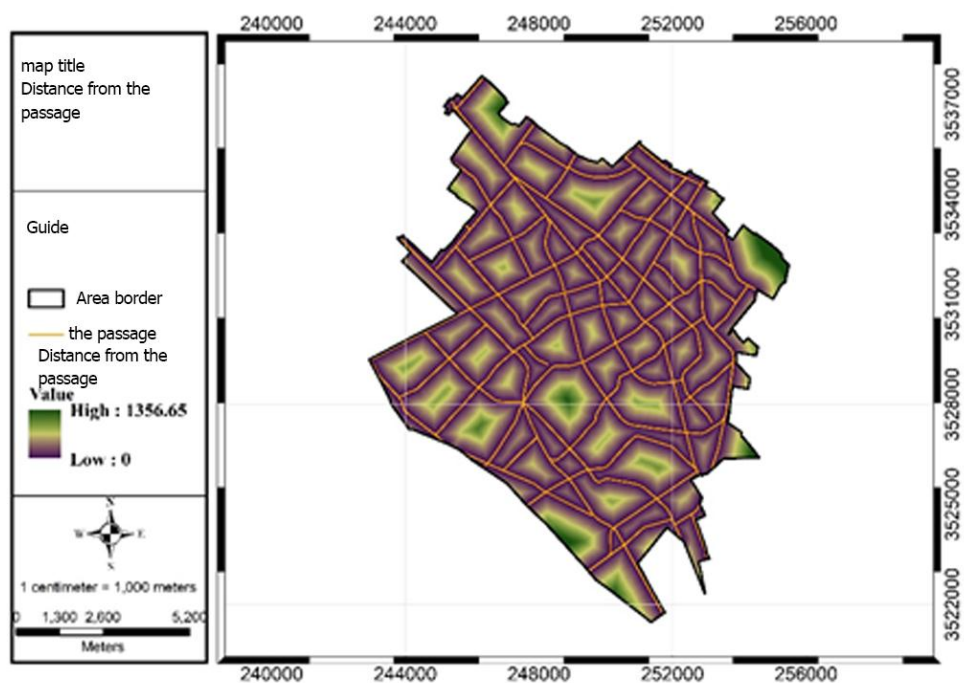 map title
Distance from the
passage
Guide
Area border
the passage
Distance from the
passage
Value
High : 1356.65
Low : 0
N
W E
S
1 centimeter = 1,000 meters
0 1,300 2,600 5,200
Meters
240000 244000 248000 252000 256000
3537000
3534000
3531000
3528000
3525000
3522000
240000 244000 248000 252000 256000